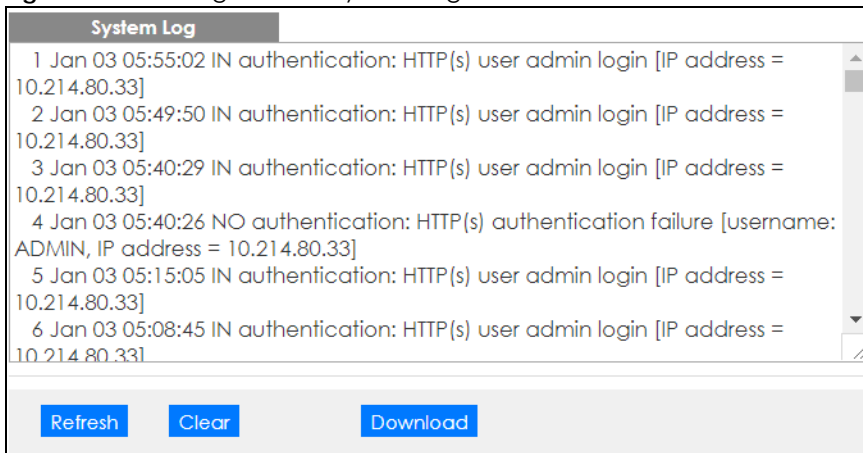 System Log
1 Jan 03 05:55:02 IN authentication: HTTP(s) user admin login [IP address =
10.214.80.33]
2 Jan 03 05:49:50 IN authentication: HTTP(s) user admin login [IP address =
10.214.80.33]
3 Jan 03 05:40:29 IN authentication: HTTP(s) user admin login [IP address =
10.214.80.33]
4 Jan 03 05:40:26 NO authentication: HTTP(s) authentication failure [username:
ADMIN, IP address = 10.214.80.33]
5 Jan 03 05:15:05 IN authentication: HTTP(s) user admin login [IP address =
10.214.80.33]
6 Jan 03 05:08:45 IN authentication: HTTP(s) user admin login [IP address =
10.214.80.33]
Refresh Clear Download